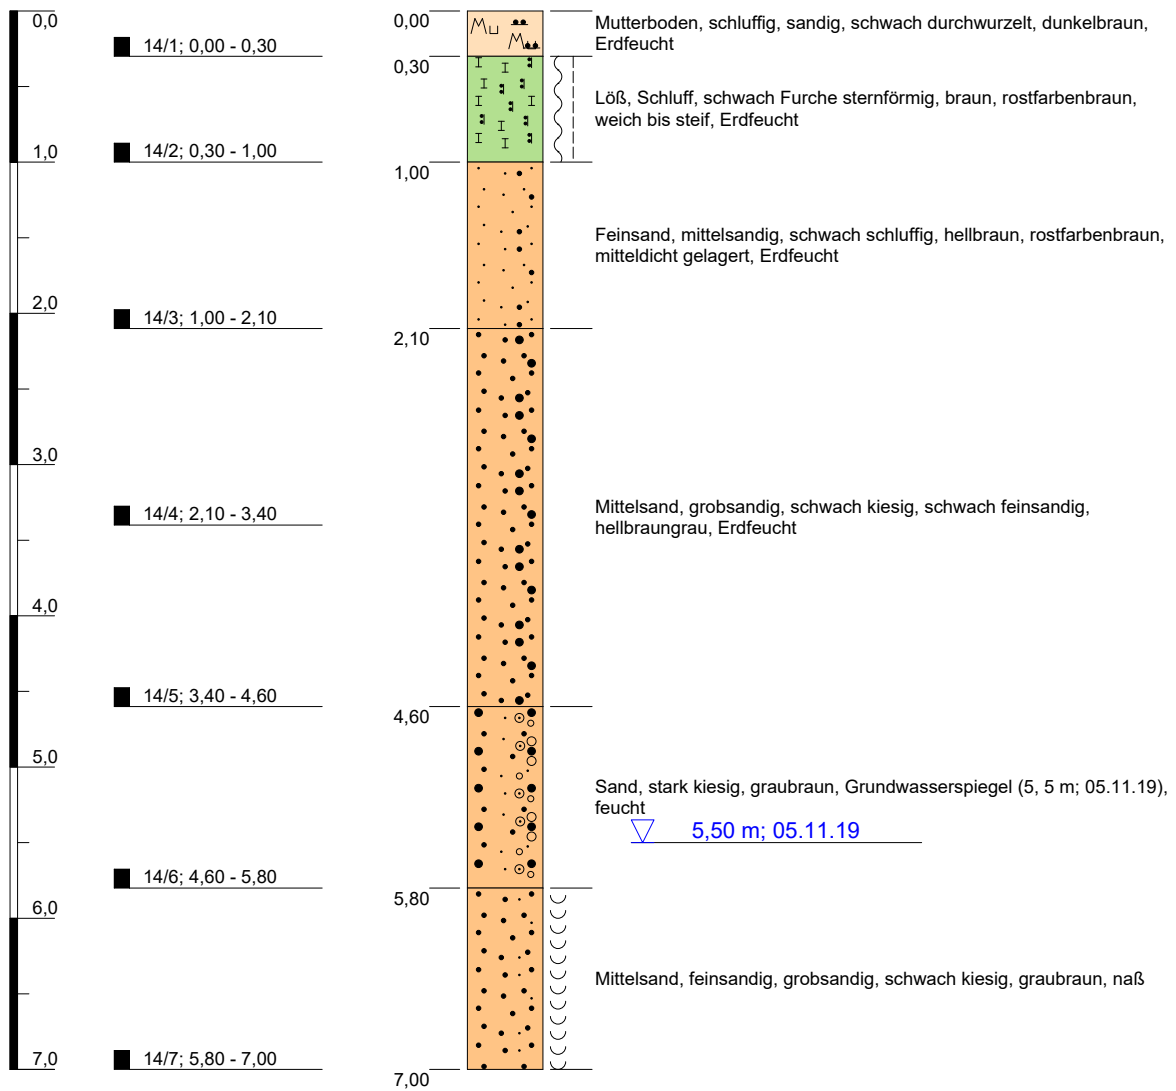 0,0
0,00
Mutterboden, schluffig, sandig, schwach durchwurzelt, dunkelbraun,
Erdfeucht
14/1; 0,00 - 0,30
0,30
Löß, Schluff, schwach Furche sternförmig, braun, rostfarbenbraun,
weich bis steif, Erdfeucht
14/2; 0,30 - 1,00
1,0
1,00
Feinsand, mittelsandig, schwach schluffig, hellbraun, rostfarbenbraun,
mitteldicht gelagert, Erdfeucht
2,0
14/3; 1,00 - 2,10
2,10
3,0
14/4; 2,10 - 3,40
Mittelsand, grobsandig, schwach kiesig, schwach feinsandig,
hellbraungrau, Erdfeucht
4,0
14/5; 3,40 - 4,60
4,60
5,0
Sand, stark kiesig, graubraun, Grundwasserspiegel (5, 5 m; 05.11.19),
feucht
5,50 m; 05.11.19
14/6; 4,60 - 5,80
5,80
6,0
Mittelsand, feinsandig, grobsandig, schwach kiesig, graubraun, naß
7,0
14/7; 5,80 - 7,00
7,00